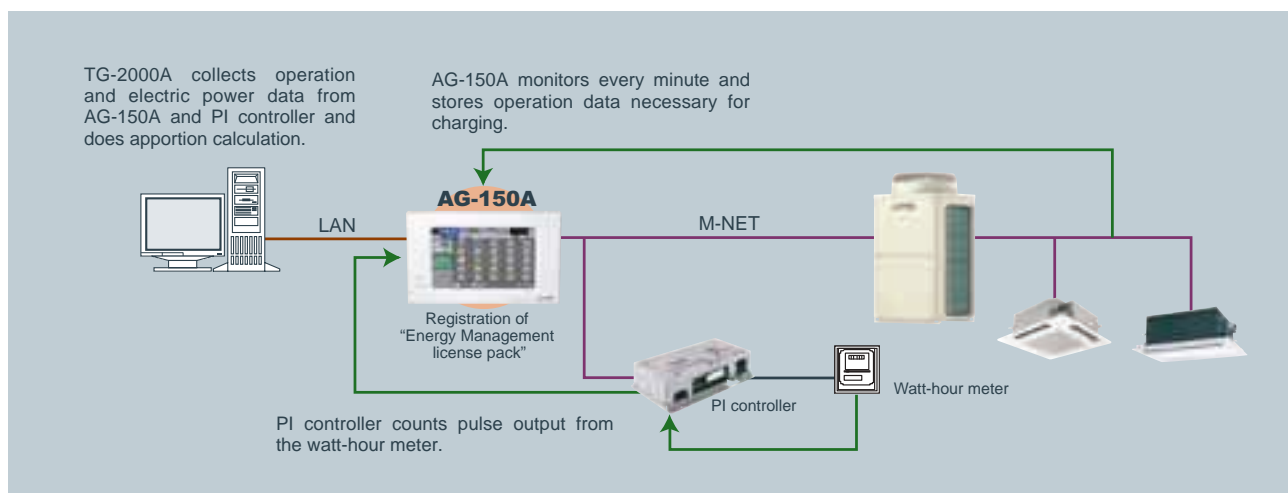 TG-2000A collects operation
and electric power data from
AG-150A and PI controller and
does apportion calculation.
AG-150A monitors every minute and
stores operation data necessary for
charging.
AG-150A
LAN
M-NET
Registration of
“Energy Management
license pack”
PI controller
Watt-hour meter
PI controller counts pulse output from
the watt-hour meter.